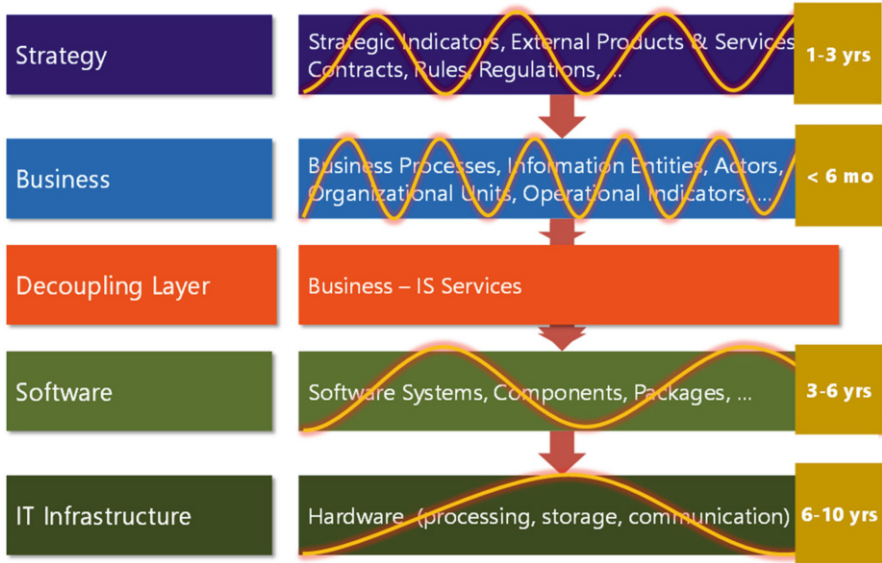 Strategy
Strategic Indicators, External Products & Services
Contracts, Rules, Regulations, ...
1-3 yrs
Business
Business Processes, Information Entities, Actors,
Organizational Units, Operational Indicators, ...
< 6 mo
Decoupling Layer
Business – IS Services
Software
Software Systems, Components, Packages, ...
3-6 yrs
IT Infrastructure
Hardware (processing, storage, communication)
6-10 yrs